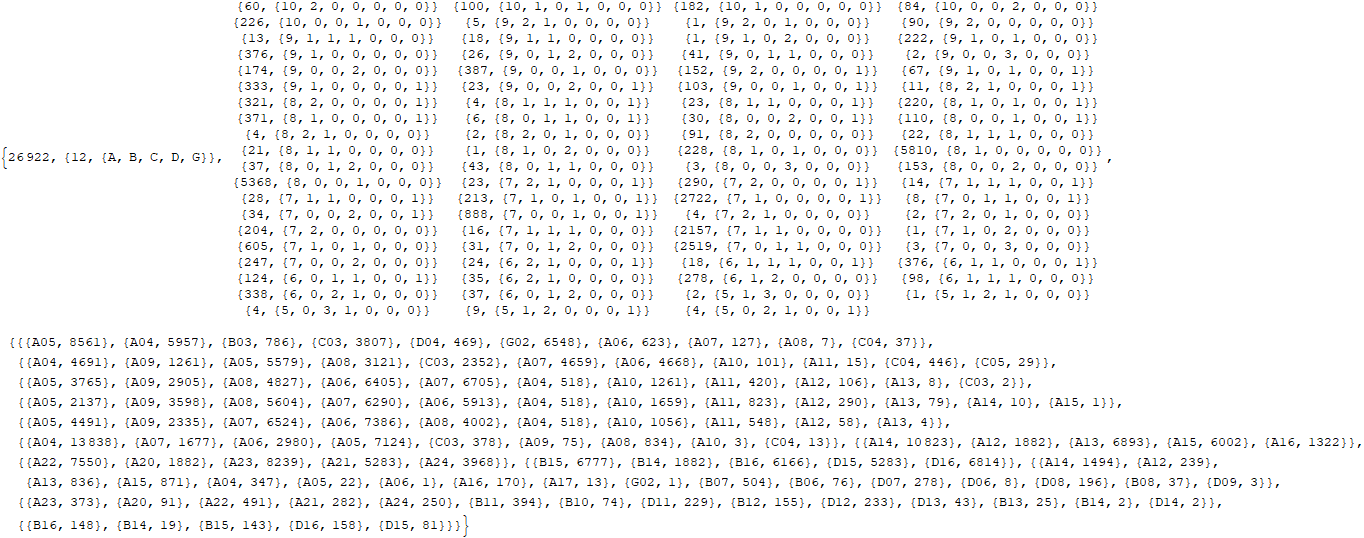 {60, {10, 2, 0, 0, 0, 0, 0}} {100, {10, 1, 0, 1, 0, 0, 0}} {182, {10, 1, 0, 0, 0, 0, 0}} {84, {10, 0, 0, 2, 0, 0, 0}}
{226, {10, 0, 0, 1, 0, 0, 0}} {5, {9, 2, 1, 0, 0, 0, 0}} {1, {9, 2, 0, 1, 0, 0, 0}} {90, {9, 2, 0, 0, 0, 0, 0}}
{13, {9, 1, 1, 1, 0, 0, 0}} {18, {9, 1, 1, 0, 0, 0, 0}} {1, {9, 1, 0, 2, 0, 0, 0}} {222, {9, 1, 0, 1, 0, 0, 0}}
{376, {9, 1, 0, 0, 0, 0, 0}} {26, {9, 0, 1, 2, 0, 0, 0}} {41, {9, 0, 1, 1, 0, 0, 0}} {2, {9, 0, 0, 3, 0, 0, 0}}
{174, {9, 0, 0, 2, 0, 0, 0}} {387, {9, 0, 0, 1, 0, 0, 0}} {152, {9, 2, 0, 0, 0, 0, 1}} {67, {9, 1, 0, 1, 0, 0, 1}}
{333, {9, 1, 0, 0, 0, 0, 1}} {23, {9, 0, 0, 2, 0, 0, 1}} {103, {9, 0, 0, 1, 0, 0, 1}} {11, {8, 2, 1, 0, 0, 0, 1}}
{321, {8, 2, 0, 0, 0, 0, 1}} {4, {8, 1, 1, 1, 0, 0, 1}} {23, {8, 1, 1, 0, 0, 0, 1}} {220, {8, 1, 0, 1, 0, 0, 1}}
{371, {8, 1, 0, 0, 0, 0, 1}} {6, {8, 0, 1, 1, 0, 0, 1}} {30, {8, 0, 0, 2, 0, 0, 1}} {110, {8, 0, 0, 1, 0, 0, 1}}
{4, {8, 2, 1, 0, 0, 0, 0}} {2, {8, 2, 0, 1, 0, 0, 0}} {91, {8, 2, 0, 0, 0, 0, 0}} {22, {8, 1, 1, 1, 0, 0, 0}}
{26 922, {12, {A, B, C, D, G}}, {21, {8, 1, 1, 0, 0, 0, 0}} {1, {8, 1, 0, 2, 0, 0, 0}} {228, {8, 1, 0, 1, 0, 0, 0}} {5810, {8, 1, 0, 0, 0, 0, 0}} ,
{37, {8, 0, 1, 2, 0, 0, 0}} {43, {8, 0, 1, 1, 0, 0, 0}} {3, {8, 0, 0, 3, 0, 0, 0}} {153, {8, 0, 0, 2, 0, 0, 0}}
{5368, {8, 0, 0, 1, 0, 0, 0}} {23, {7, 2, 1, 0, 0, 0, 1}} {290, {7, 2, 0, 0, 0, 0, 1}} {14, {7, 1, 1, 1, 0, 0, 1}}
{28, {7, 1, 1, 0, 0, 0, 1}} {213, {7, 1, 0, 1, 0, 0, 1}} {2722, {7, 1, 0, 0, 0, 0, 1}} {8, {7, 0, 1, 1, 0, 0, 1}}
{34, {7, 0, 0, 2, 0, 0, 1}} {888, {7, 0, 0, 1, 0, 0, 1}} {4, {7, 2, 1, 0, 0, 0, 0}} {2, {7, 2, 0, 1, 0, 0, 0}}
{204, {7, 2, 0, 0, 0, 0, 0}} {16, {7, 1, 1, 1, 0, 0, 0}} {2157, {7, 1, 1, 0, 0, 0, 0}} {1, {7, 1, 0, 2, 0, 0, 0}}
{605, {7, 1, 0, 1, 0, 0, 0}} {31, {7, 0, 1, 2, 0, 0, 0}} {2519, {7, 0, 1, 1, 0, 0, 0}} {3, {7, 0, 0, 3, 0, 0, 0}}
{247, {7, 0, 0, 2, 0, 0, 0}} {24, {6, 2, 1, 0, 0, 0, 1}} {18, {6, 1, 1, 1, 0, 0, 1}} {376, {6, 1, 1, 0, 0, 0, 1}}
{124, {6, 0, 1, 1, 0, 0, 1}} {35, {6, 2, 1, 0, 0, 0, 0}} {278, {6, 1, 2, 0, 0, 0, 0}} {98, {6, 1, 1, 1, 0, 0, 0}}
{338, {6, 0, 2, 1, 0, 0, 0}} {37, {6, 0, 1, 2, 0, 0, 0}} {2, {5, 1, 3, 0, 0, 0, 0}} {1, {5, 1, 2, 1, 0, 0, 0}}
{4, {5, 0, 3, 1, 0, 0, 0}} {9, {5, 1, 2, 0, 0, 0, 1}} {4, {5, 0, 2, 1, 0, 0, 1}}
{{{A05, 8561}, {A04, 5957}, {B03, 786}, {C03, 3807}, {D04, 469}, {G02, 6548}, {A06, 623}, {A07, 127}, {A08, 7}, {C04, 37}},
{{A04, 4691}, {A09, 1261}, {A05, 5579}, {A08, 3121}, {C03, 2352}, {A07, 4659}, {A06, 4668}, {A10, 101}, {A11, 15}, {C04, 446}, {C05, 29}},
{{A05, 3765}, {A09, 2905}, {A08, 4827}, {A06, 6405}, {A07, 6705}, {A04, 518}, {A10, 1261}, {A11, 420}, {A12, 106}, {A13, 8}, {C03, 2}},
{{A05, 2137}, {A09, 3598}, {A08, 5604}, {A07, 6290}, {A06, 5913}, {A04, 518}, {A10, 1659}, {A11, 823}, {A12, 290}, {A13, 79}, {A14, 10}, {A15, 1}},
{{A05, 4491}, {A09, 2335}, {A07, 6524}, {A06, 7386}, {A08, 4002}, {A04, 518}, {A10, 1056}, {A11, 548}, {A12, 58}, {A13, 4}},
{{A04, 13 838}, {A07, 1677}, {A06, 2980}, {A05, 7124}, {C03, 378}, {A09, 75}, {A08, 834}, {A10, 3}, {C04, 13}}, {{A14, 10 823}, {A12, 1882}, {A13, 6893}, {A15, 6002}, {A16, 1322}},
{{A22, 7550}, {A20, 1882}, {A23, 8239}, {A21, 5283}, {A24, 3968}}, {{B15, 6777}, {B14, 1882}, {B16, 6166}, {D15, 5283}, {D16, 6814}}, {{A14, 1494}, {A12, 239},
{A13, 836}, {A15, 871}, {A04, 347}, {A05, 22}, {A06, 1}, {A16, 170}, {A17, 13}, {G02, 1}, {B07, 504}, {B06, 76}, {D07, 278}, {D06, 8}, {D08, 196}, {B08, 37}, {D09, 3}},
{{A23, 373}, {A20, 91}, {A22, 491}, {A21, 282}, {A24, 250}, {B11, 394}, {B10, 74}, {D11, 229}, {B12, 155}, {D12, 233}, {D13, 43}, {B13, 25}, {B14, 2}, {D14, 2}},
{{B16, 148}, {B14, 19}, {B15, 143}, {D16, 158}, {D15, 81}}}}